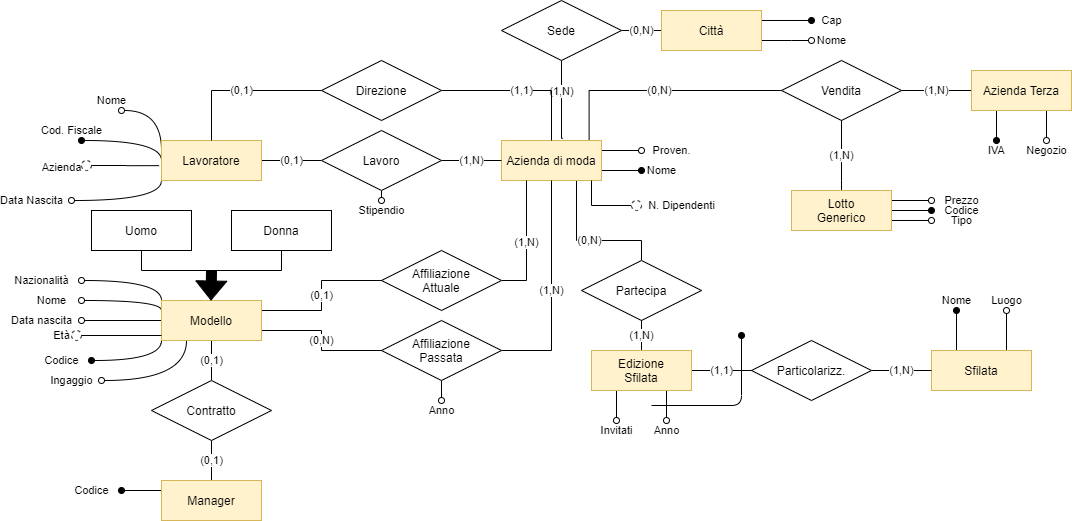 Sede
(0,N)
Città
Cap
Nome
(1,N)
(0,1)
Direzione
(1,1)
(0,N)
Vendita
(1,N)
Azienda Terza
IVA
Negozio
Nome
Cod. Fiscale
Azienda
Data Nascita
Lavoratore
(0,1)
Lavoro
Stipendio
(1,N)
Azienda di moda
Proven.
Nome
N. Dipendenti
(1,N)
Lotto
Generico
Prezzo
Codice
Tipo
Uomo
Donna
(1,N)
(0,N)
Nazionalità
Nome
Data nascita
Età
Codice
Ingaggio
Modello
(0,1)
Affiliazione
Attuale
(1,N)
(0,N)
Affiliazione
Passata
Anno
Partecipa
(1,N)
Edizione
Sfilata
Invitati
Anno
(1,1)
Particolarizz.
(1,N)
Sfilata
Nome
Luogo
(0,1)
Contratto
(0,1)
Codice
Manager